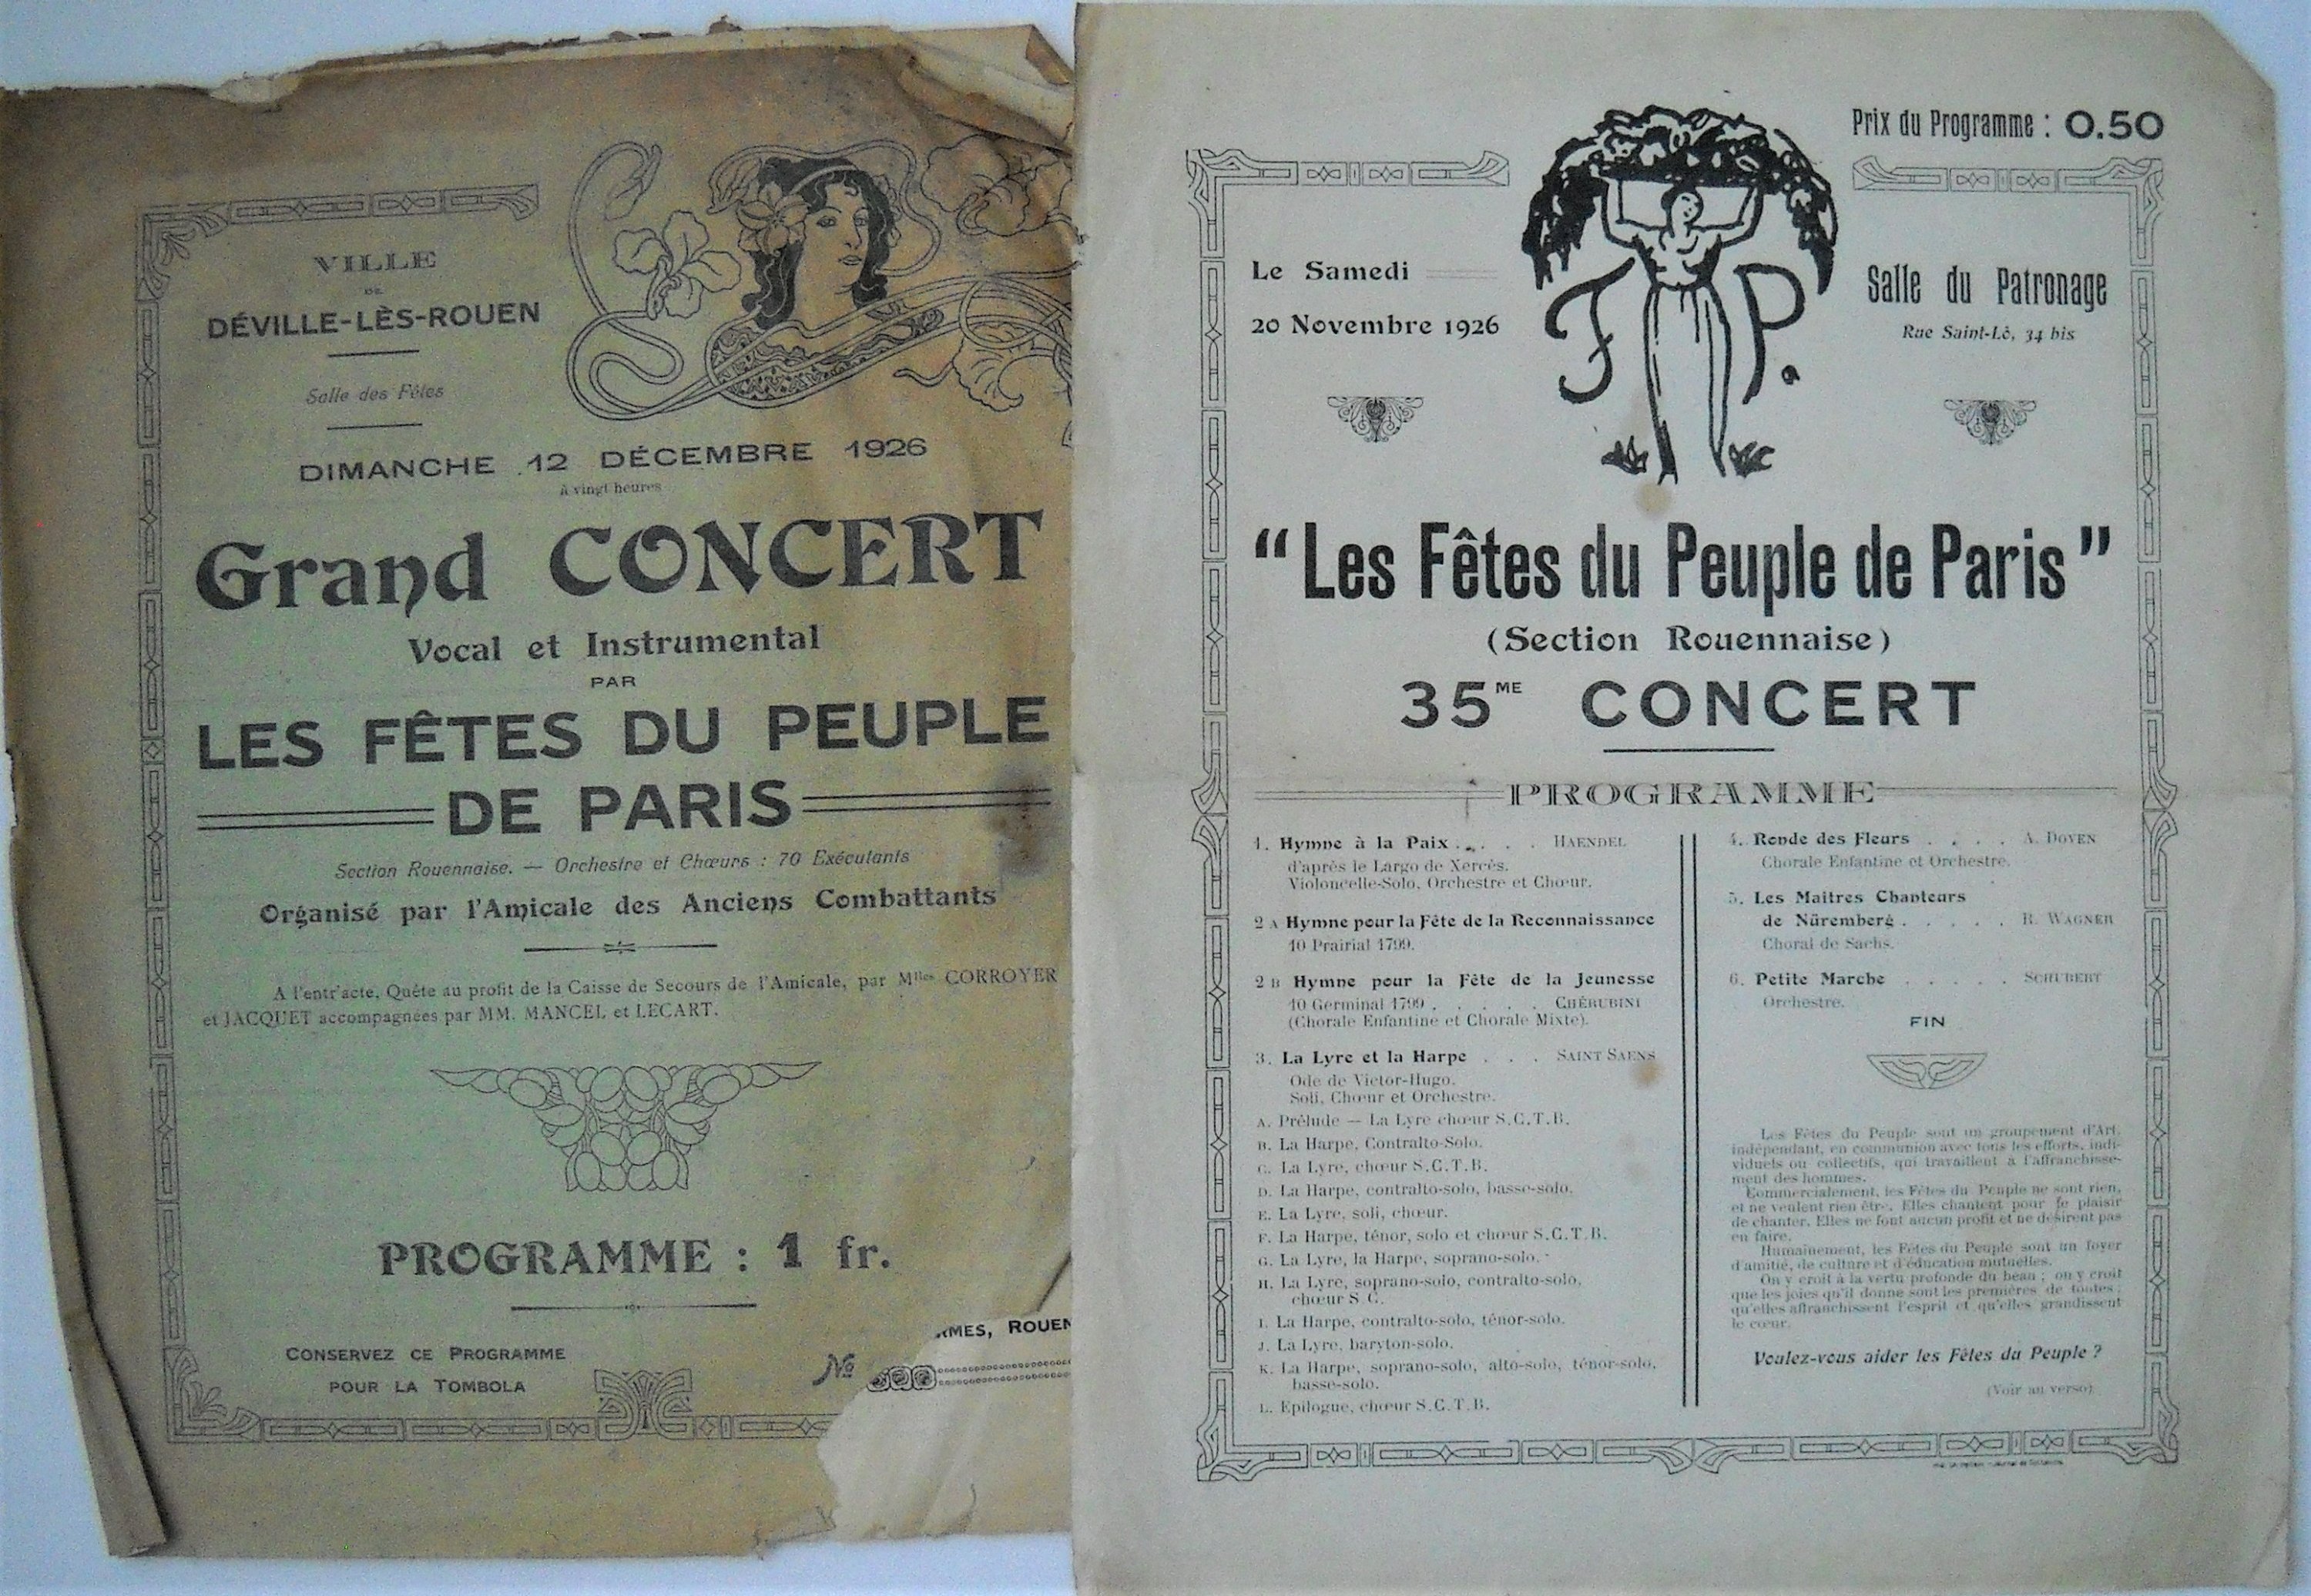 VILLE
DE
DÉVILLE-LÈS-ROUEN
Salle des Fêtes
DIMANCHE 12 DÉCEMBRE 1926
à vingt heures
Grand CONCERT
Vocal et Instrumental
PAR
LES FÊTES DU PEUPLE
DE PARIS
Section Rouennaise. — Orchestre et Chœurs : 70 Exécutants
Organisé par l'Amicale des Anciens Combattants
A l'entr'acte, Quête au profit de la Caisse de Secours de l'Amicale, par Mlles CORROYER
et JACQUET accompagnées par MM. MANCEL et LECART.
PROGRAMME : 1 fr.
CONSERVEZ CE PROGRAMME
POUR LA TOMBOLA
No
RMES, ROUEN
Prix du Programme : 0.50
Le Samedi
20 Novembre 1926
F P.
Salle du Patronage
Rue Saint-Lô, 34 bis
“Les Fêtes du Peuple de Paris”
(Section Rouennaise)
35ME CONCERT
PROGRAMME
1. Hymne à la Paix . . . . HAENDEL
d'après le Largo de Xercès.
Violoncelle-Solo, Orchestre et Chœur.
2 A Hymne pour la Fête de la Reconnaissance
10 Prairial 1799.
2 B Hymne pour la Fête de la Jeunesse
10 Germinal 1799 . . . . . CHÉRUBINI
(Chorale Enfantine et Chorale Mixte).
3. La Lyre et la Harpe . . . SAINT SAENS
Ode de Victor-Hugo.
Soli, Chœur et Orchestre.
A. Prélude — La Lyre chœur S.C.T.B.
B. La Harpe, Contralto-Solo.
C. La Lyre, chœur S.C.T.B.
D. La Harpe, contralto-solo, basse-solo.
E. La Lyre, soli, chœur.
F. La Harpe, ténor, solo et chœur S.C.T.B.
G. La Lyre, la Harpe, soprano-solo.
H. La Lyre, soprano-solo, contralto-solo,
chœur S.C.
I. La Harpe, contralto-solo, ténor-solo.
J. La Lyre, baryton-solo.
K. La Harpe, soprano-solo, alto-solo, ténor-solo,
basse-solo.
L. Epilogue, chœur S.C.T.B.
4. Ronde des Fleurs . . . . A. DOYEN
Chorale Enfantine et Orchestre.
5. Les Maitres Chanteurs
de Nüremberg . . . . . R. WAGNER
Choral de Sachs.
6. Petite Marche . . . . . SCHUBERT
Orchestre.
FIN
Les Fêtes du Peuple sont un groupement d'Art,
indépendant, en communion avec tous les efforts, indi-
viduels ou collectifs, qui travaillent à l'affranchisse-
ment des hommes.
Commercialement, les Fêtes du Peuple ne sont rien,
et ne veulent rien être. Elles chantent pour le plaisir
de chanter. Elles ne font aucun profit et ne désirent pas
en faire.
Humainement, les Fêtes du Peuple sont un foyer
d'amitié, de culture et d'éducation mutuelles.
On y croit à la vertu profonde du beau ; on y croit
que les joies qu'il donne sont les premières de toutes ;
qu'elles affranchissent l'esprit et qu'elles grandissent
le cœur.
Voulez-vous aider les Fêtes du Peuple ?
(Voir au verso)